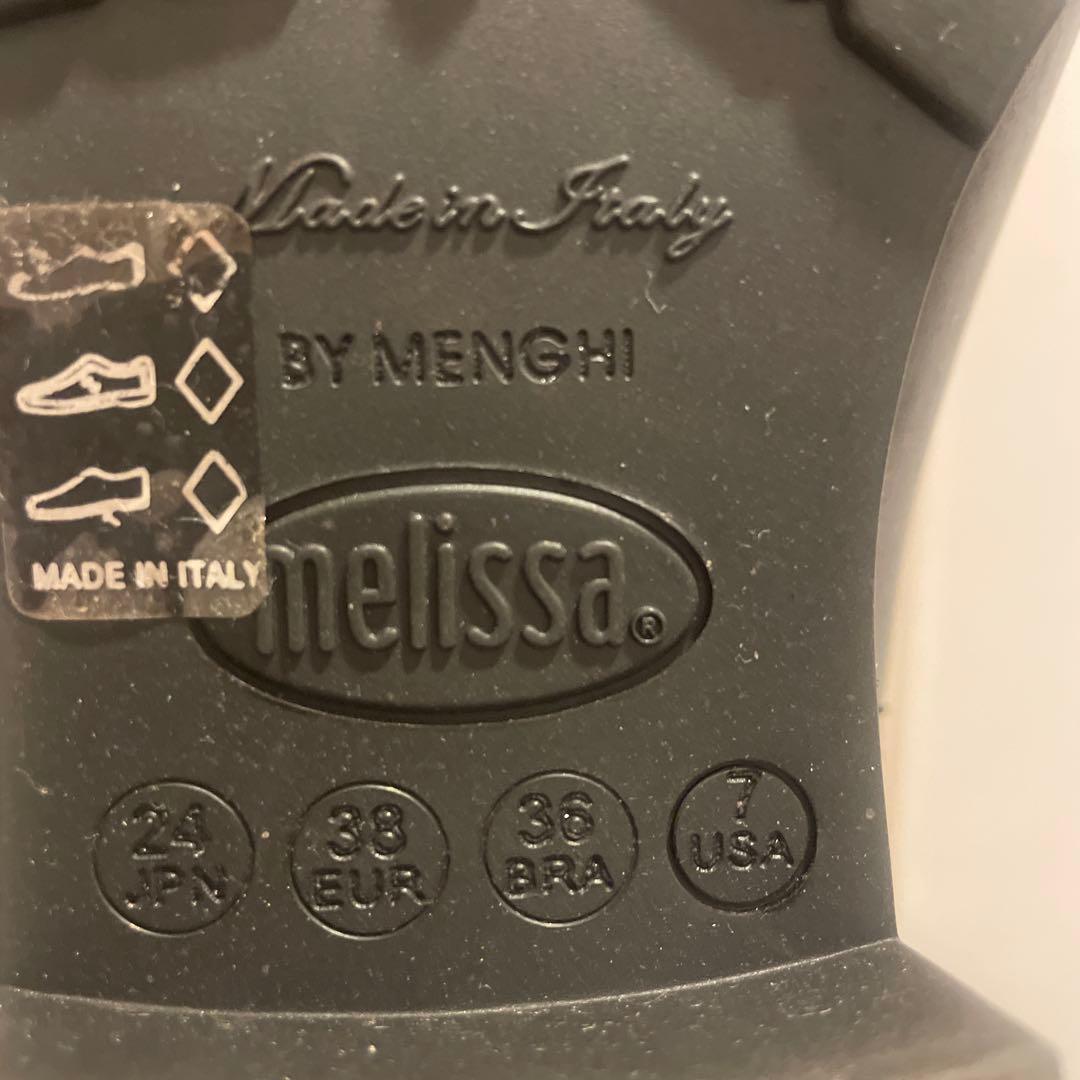 Made in Italy
BY MENGHI
MADE IN ITALY
melissa®
24
JPN
38
EUR
36
BRA
7
USA